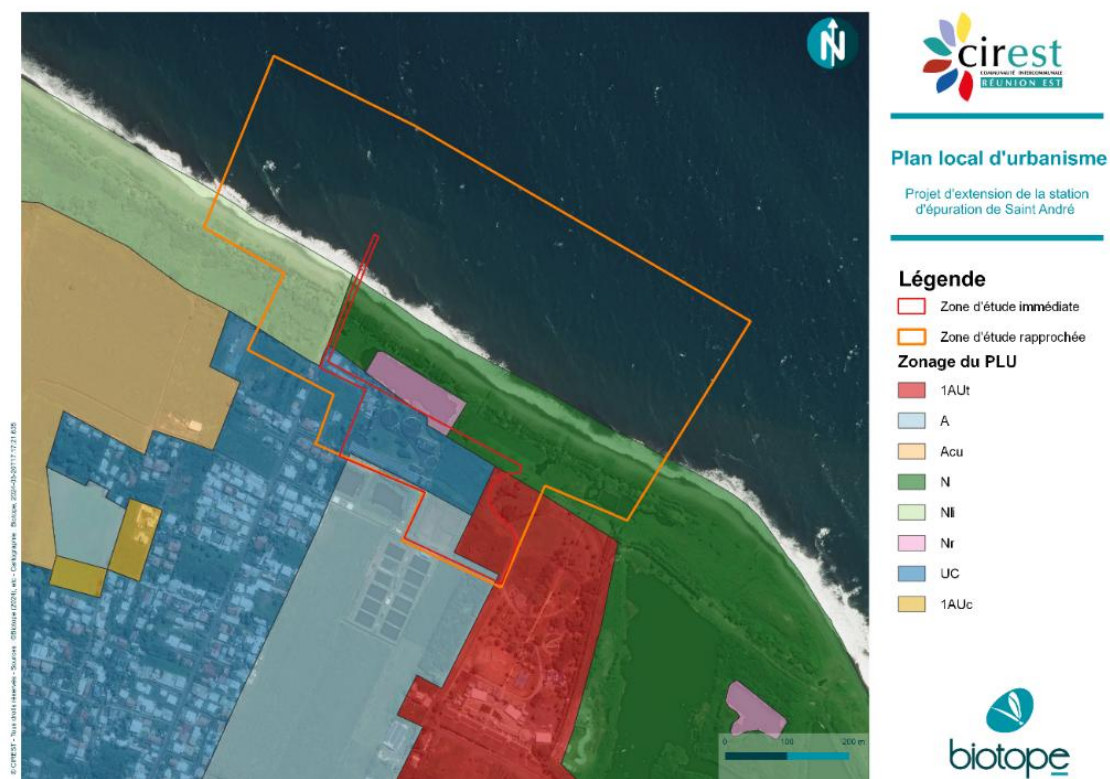 N
cirest
COMMUNAUTÉ INTERCOMMUNALE
RÉUNION EST
Plan local d'urbanisme
Projet d'extension de la station
d'épuration de Saint André
Légende
Zone d'étude immédiate
Zone d'étude rapprochée
Zonage du PLU
1AUt
A
Acu
N
Nli
Nr
UC
1AUc
0 100 200 m
biotope